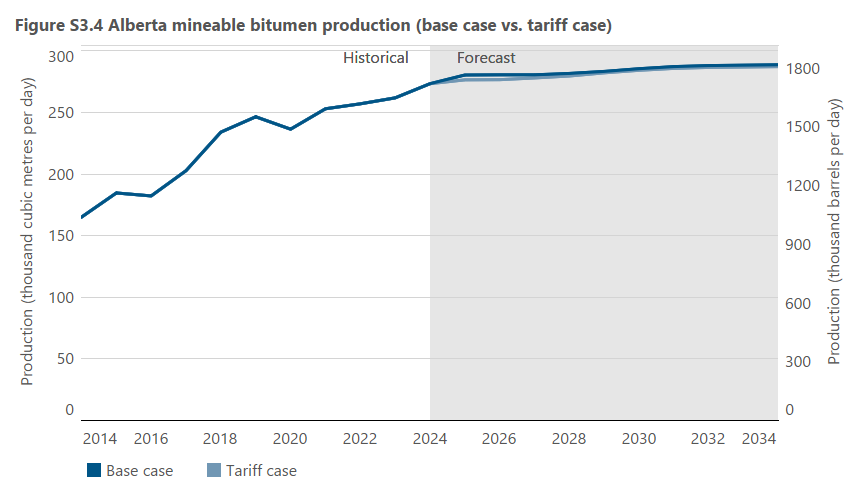 Figure S3.4 Alberta mineable bitumen production (base case vs. tariff case)
Historical
Forecast
Production (thousand cubic metres per day)
300
250
200
150
100
50
0
1800
1500
1200
900
600
300
0
Production (thousand barrels per day)
2014 2016 2018 2020 2022 2024 2026 2028 2030 2032 2034
Base case
Tariff case